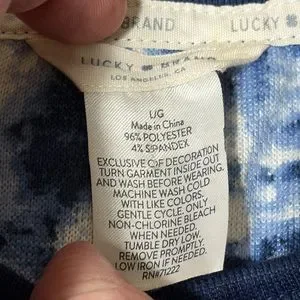 BRAND
LUCKY
LUCKY BRAND
LOS ANGELES, CA
L/G
Made in China
96% POLYESTER
4% SPANDEX
EXCLUSIVE OF DECORATION
TURN GARMENT INSIDE OUT
AND WASH BEFORE WEARING.
MACHINE WASH COLD
WITH LIKE COLORS.
GENTLE CYCLE. ONLY
NON-CHLORINE BLEACH
WHEN NEEDED.
TUMBLE DRY LOW.
REMOVE PROMPTLY.
LOW IRON IF NEEDED.
RN#71222